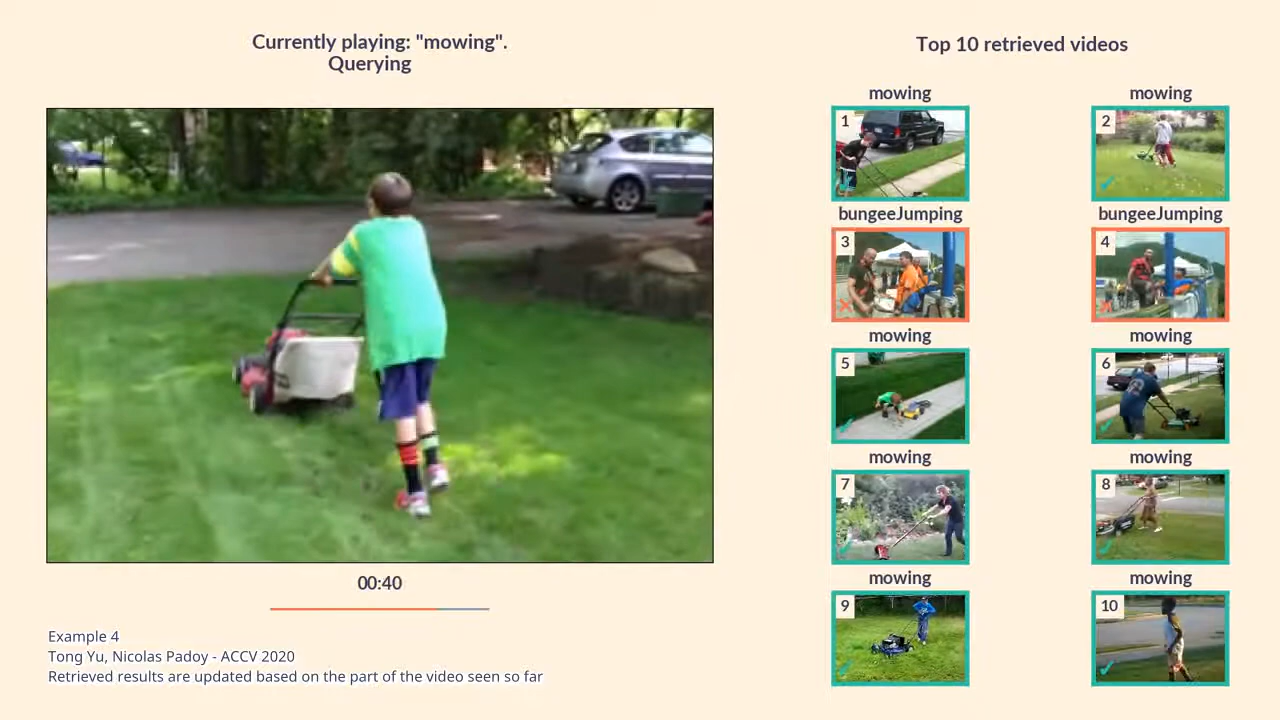 Currently playing: "mowing".
Querying
Top 10 retrieved videos
mowing
1
mowing
2
bungeeJumping
3
bungeeJumping
4
mowing
5
mowing
6
mowing
7
mowing
8
mowing
9
mowing
10
00:40
Example 4
Tong Yu, Nicolas Padoy - ACCV 2020
Retrieved results are updated based on the part of the video seen so far